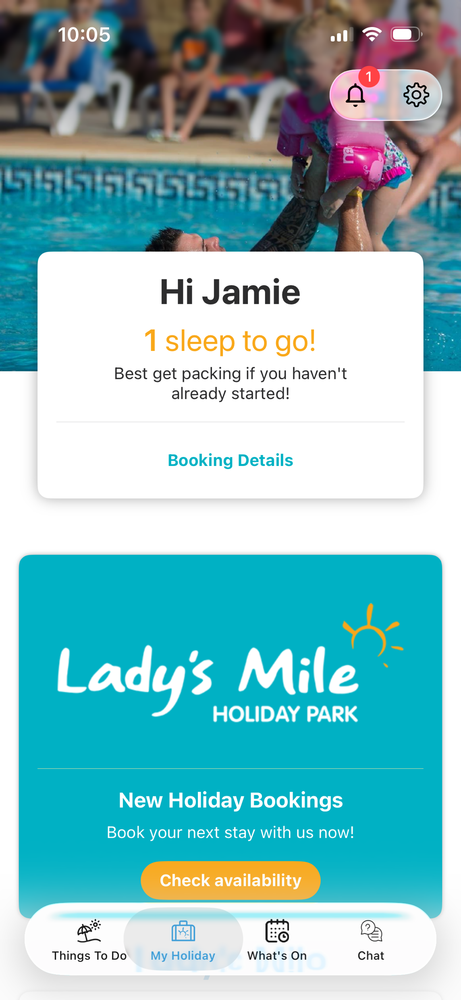 10:05
1
Hi Jamie
1 sleep to go!
Best get packing if you haven't
already started!
Booking Details
Lady's Mile
HOLIDAY PARK
New Holiday Bookings
Book your next stay with us now!
Check availability
Things To Do
My Holiday
What's On
Chat